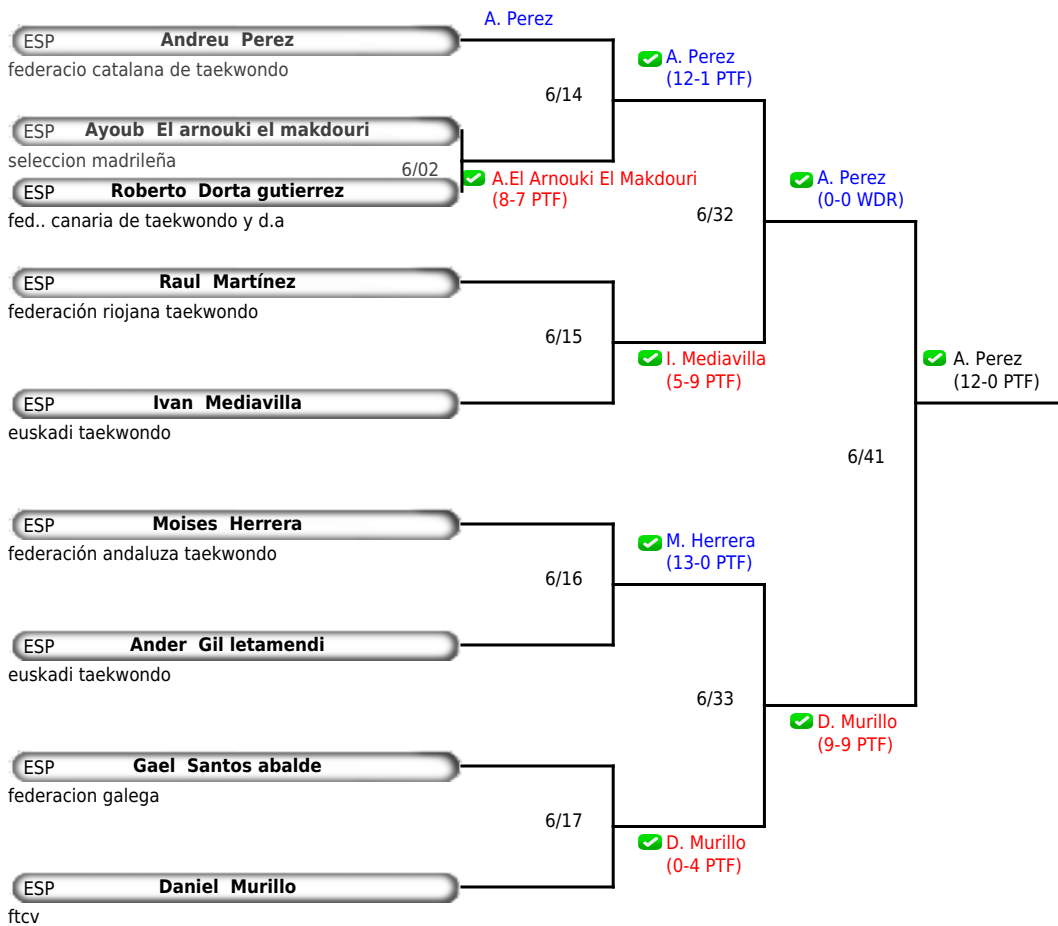 A. Perez
ESP Andreu Perez
federacio catalana de taekwondo
A. Perez
(12-1 PTF)
6/14
ESP Ayoub El arnouki el makdouri
seleccion madrileña
6/02
A.El Arnouki El Makdouri
(8-7 PTF)
ESP Roberto Dorta gutierrez
fed.. canaria de taekwondo y d.a
A. Perez
(0-0 WDR)
6/32
ESP Raul Martínez
federación riojana taekwondo
6/15
I. Mediavilla
(5-9 PTF)
A. Perez
(12-0 PTF)
ESP Ivan Mediavilla
euskadi taekwondo
6/41
ESP Moises Herrera
federación andaluza taekwondo
M. Herrera
(13-0 PTF)
6/16
ESP Ander Gil letamendi
euskadi taekwondo
6/33
D. Murillo
(9-9 PTF)
ESP Gael Santos abalde
federacion galega
6/17
D. Murillo
(0-4 PTF)
ESP Daniel Murillo
ftcv